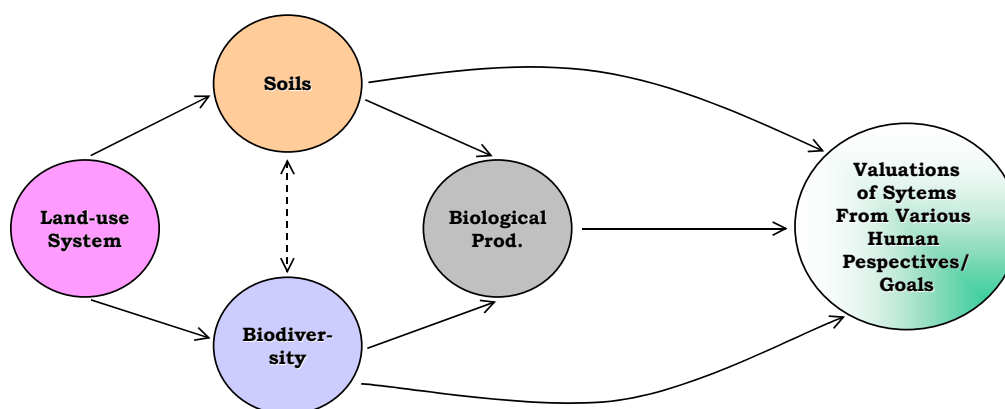 Soils
Land-use
System
Biological
Prod.
Biodiver-
sity
Valuations
of Sytems
From Various
Human
Pespectives/
Goals